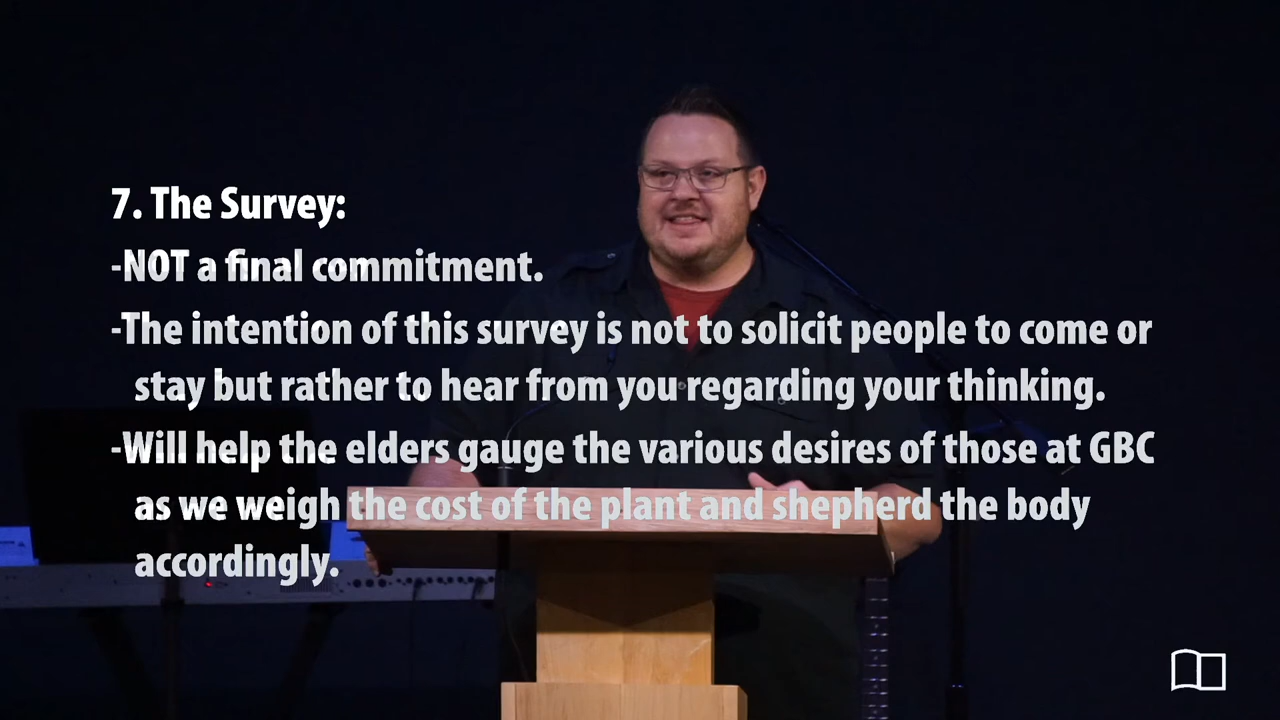 7. The Survey:
-NOT a final commitment.
-The intention of this survey is not to solicit people to come or
stay but rather to hear from you regarding your thinking.
-Will help the elders gauge the various desires of those at GBC
as we weigh the cost of the plant and shepherd the body
accordingly.